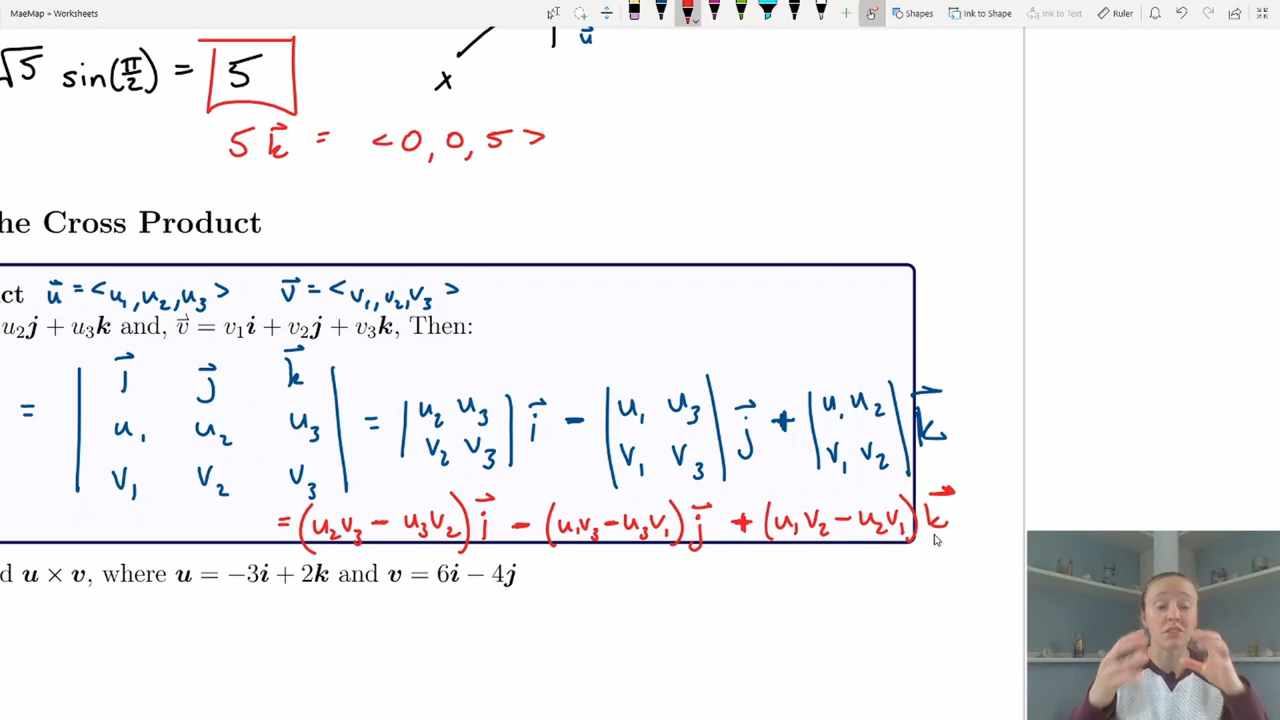 MaeMap » Worksheets
Shapes Ink to Shape Ink to Text Ruler
√5 sin(π/2) = 5
x
u⃗
5 k⃗ = <0, 0, 5>
he Cross Product
ct u⃗ = <u₁, u₂, u₃> v⃗ = <v₁, v₂, v₃>
u₂j + u₃k and, v⃗ = v₁i + v₂j + v₃k, Then:
= | i⃗ j⃗ k⃗ | = | u₂ u₃ | i⃗ − | u₁ u₃ | j⃗ + | u₁ u₂ | k⃗
| u₁ u₂ u₃ | | v₂ v₃ | | v₁ v₃ | | v₁ v₂ |
| v₁ v₂ v₃ |
= (u₂v₃ − u₃v₂) i⃗ − (u₁v₃ − u₃v₁) j⃗ + (u₁v₂ − u₂v₁) k⃗
d u × v, where u = −3i + 2k and v = 6i − 4j